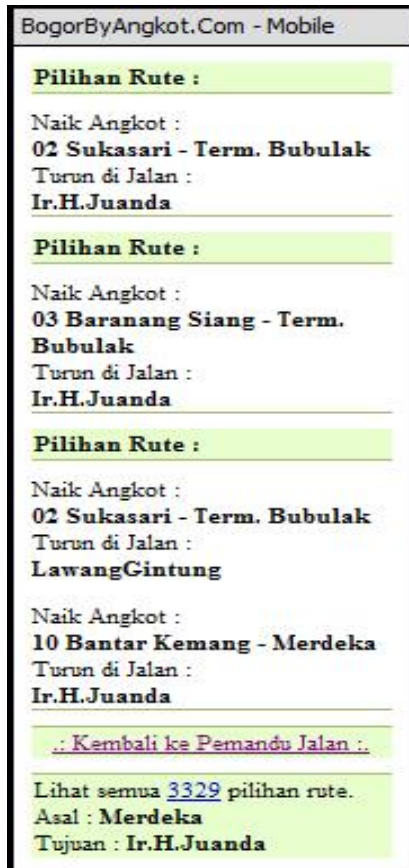 BogorByAngkot.Com - Mobile
Pilihan Rute :
Naik Angkot :
02 Sukasari - Term. Bubulak
Turun di Jalan :
Ir.H.Juanda
Pilihan Rute :
Naik Angkot :
03 Baranang Siang - Term.
Bubulak
Turun di Jalan :
Ir.H.Juanda
Pilihan Rute :
Naik Angkot :
02 Sukasari - Term. Bubulak
Turun di Jalan :
LawangGintung
Naik Angkot :
10 Bantar Kemang - Merdeka
Turun di Jalan :
Ir.H.Juanda
.: Kembali ke Pemandu Jalan :.
Lihat semua 3329 pilihan rute.
Asal : Merdeka
Tujuan : Ir.H.Juanda